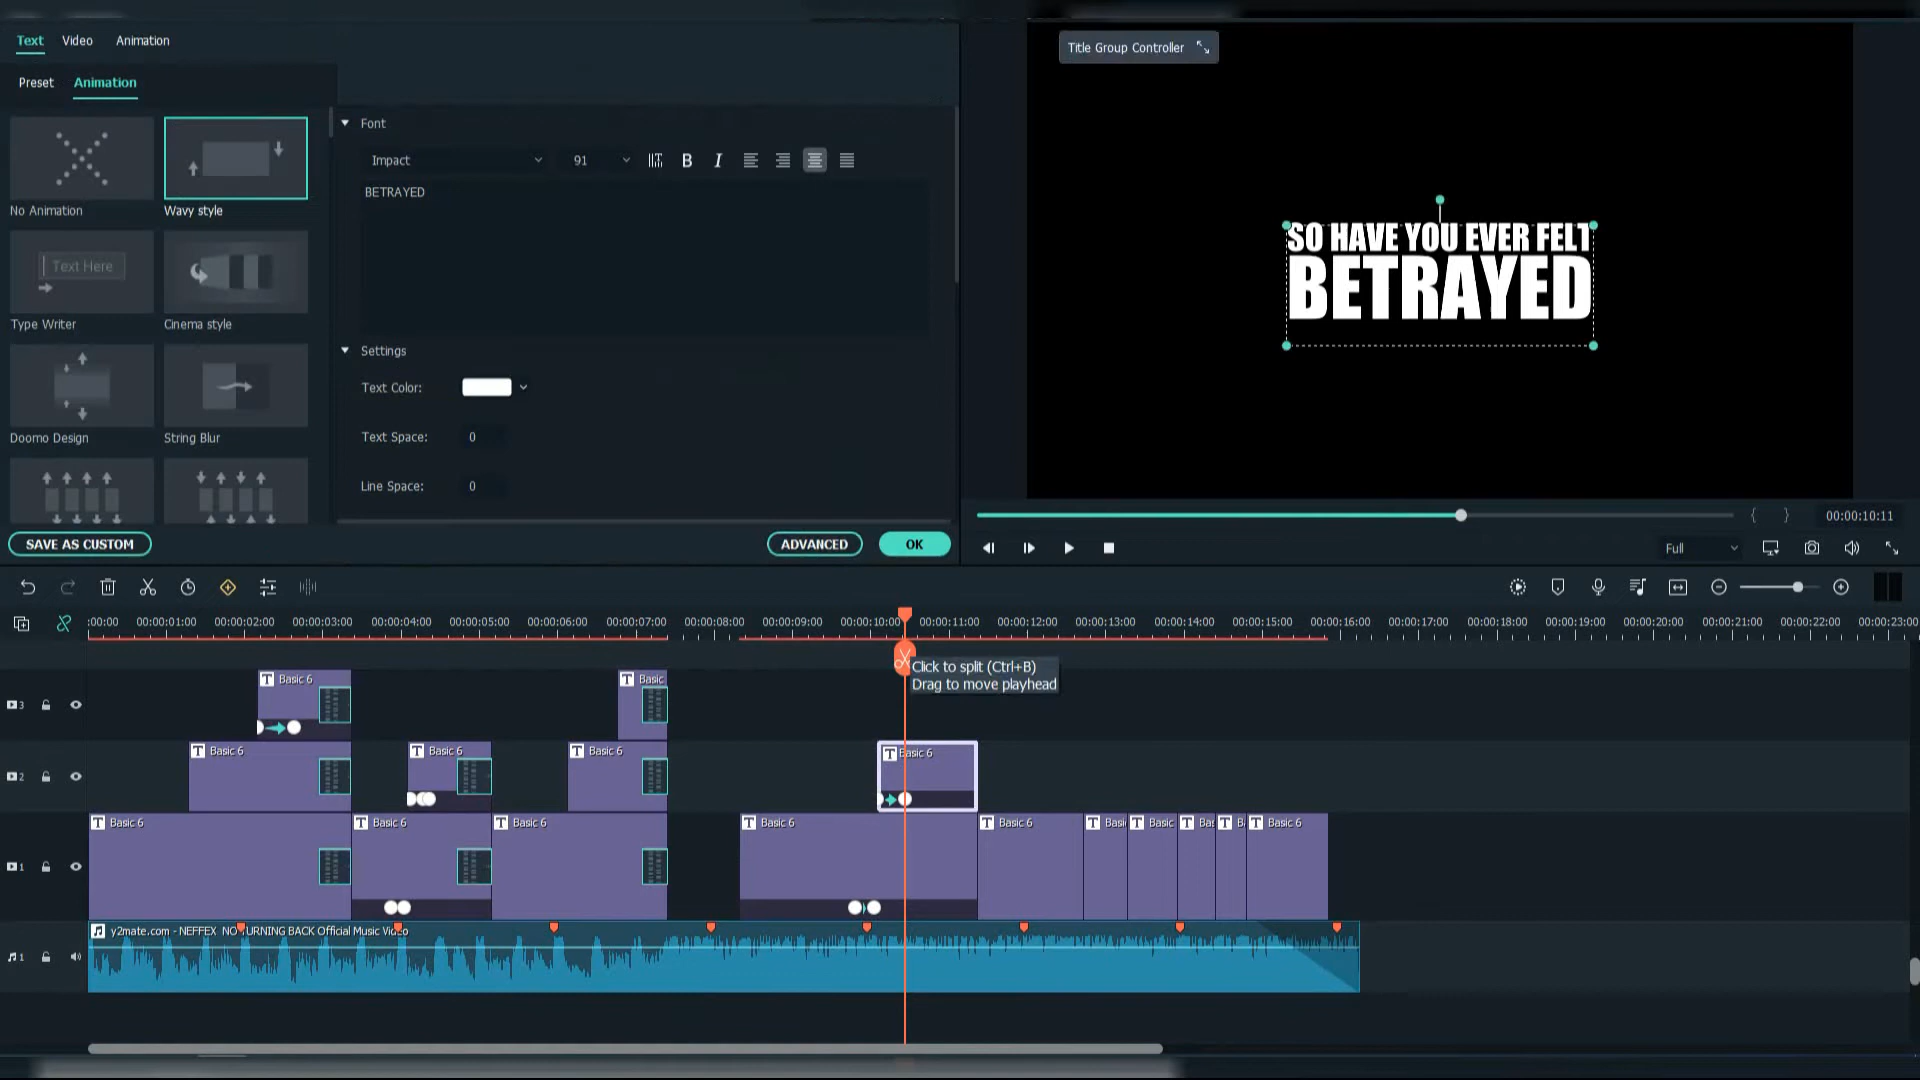 Text Video Animation
Title Group Controller
Preset Animation
Font
Impact 91 B I
BETRAYED
No Animation Wavy style
Text Here
Type Writer Cinema style
Doomo Design String Blur
Settings
Text Color:
Text Space: 0
Line Space: 0
SAVE AS CUSTOM ADVANCED OK
SO HAVE YOU EVER FELT
BETRAYED
{ } 00:00:10:11
Full
:00:00 00:00:01:00 00:00:02:00 00:00:03:00 00:00:04:00 00:00:05:00 00:00:06:00 00:00:07:00 00:00:08:00 00:00:09:00 00:00:10:00 00:00:11:00 00:00:12:00 00:00:13:00 00:00:14:00 00:00:15:00 00:00:16:00 00:00:17:00 00:00:18:00 00:00:19:00 00:00:20:00 00:00:21:00 00:00:22:00 00:00:23:00
Click to split (Ctrl+B)
Drag to move playhead
3 T Basic 6 T Basic
2 T Basic 6 T Basic 6 T Basic 6 T Basic 6
1 T Basic 6 T Basic 6 T Basic 6 T Basic 6 T Basic 6 T Basi T Basic T Bas T B T Basic 6
y2mate.com - NEFFEX NO TURNING BACK Official Music Video
1